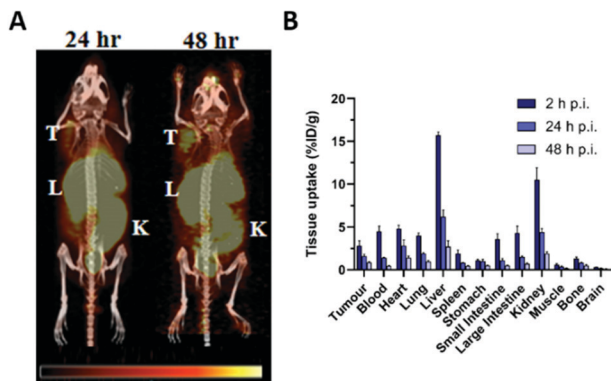 A
24 hr
48 hr
T
T
L
L
K
K
B
Tissue uptake (%ID/g)
20
15
10
5
0
2 h p.i.
24 h p.i.
48 h p.i.
Tumour
Blood
Heart
Lung
Liver
Spleen
Stomach
Small Intestine
Large Intestine
Kidney
Muscle
Bone
Brain